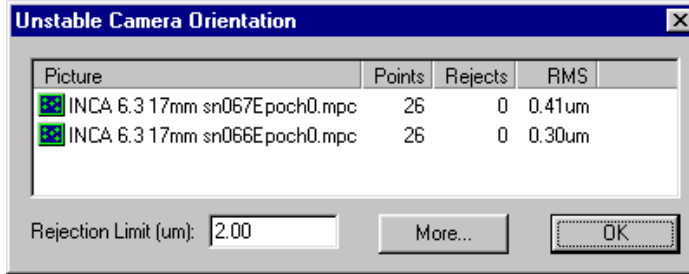 Unstable Camera Orientation
Picture Points Rejects RMS
INCA 6.3 17mm sn067Epoch0.mpc 26 0 0.41um
INCA 6.3 17mm sn066Epoch0.mpc 26 0 0.30um
Rejection Limit (um): 2.00 More... OK